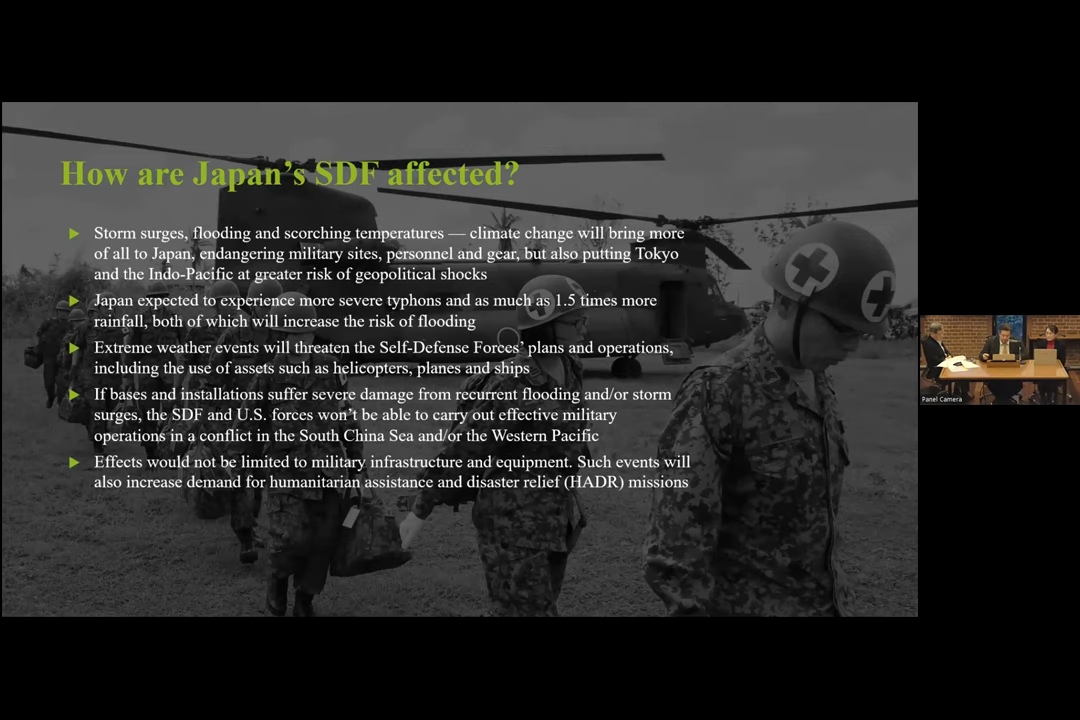 How are Japan's SDF affected?
Storm surges, flooding and scorching temperatures — climate change will bring more
of all to Japan, endangering military sites, personnel and gear, but also putting Tokyo
and the Indo-Pacific at greater risk of geopolitical shocks
Japan expected to experience more severe typhons and as much as 1.5 times more
rainfall, both of which will increase the risk of flooding
Extreme weather events will threaten the Self-Defense Forces' plans and operations,
including the use of assets such as helicopters, planes and ships
If bases and installations suffer severe damage from recurrent flooding and/or storm
surges, the SDF and U.S. forces won't be able to carry out effective military
operations in a conflict in the South China Sea and/or the Western Pacific
Effects would not be limited to military infrastructure and equipment. Such events will
also increase demand for humanitarian assistance and disaster relief (HADR) missions
Panel Camera